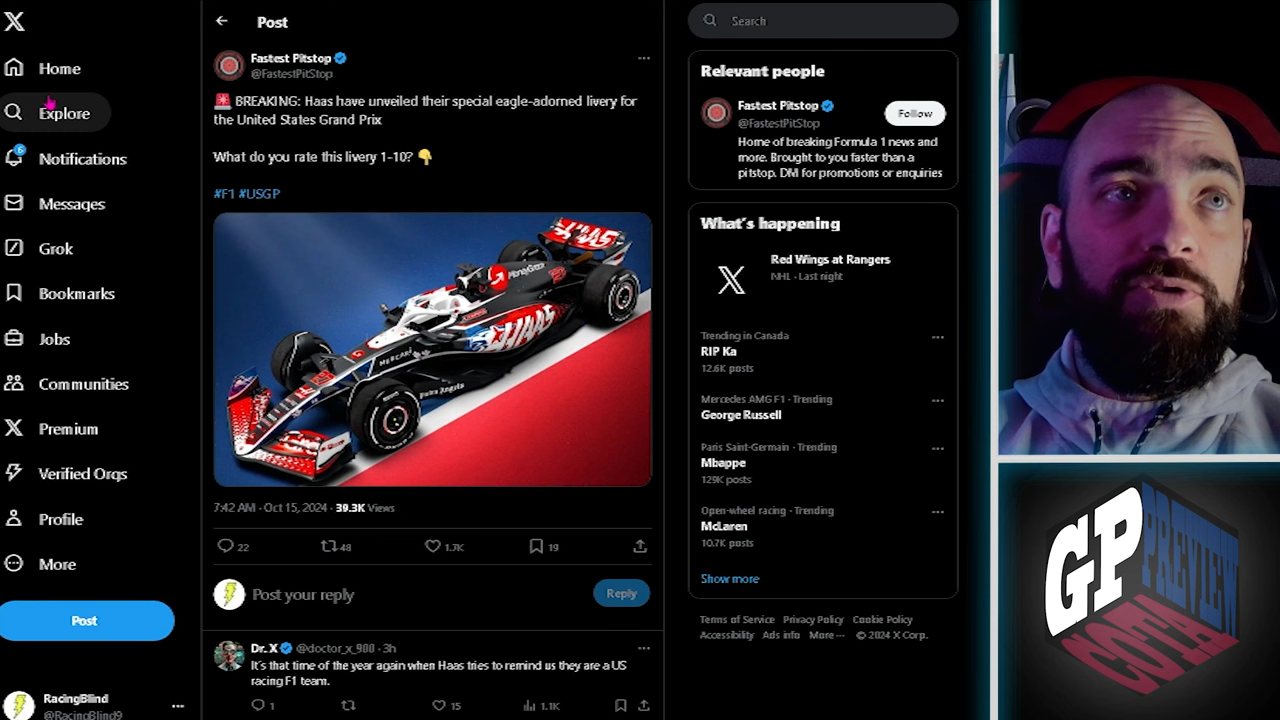 Home
Explore
6
Notifications
Messages
Grok
Bookmarks
Jobs
Communities
Premium
Verified Orgs
Profile
More
Post
RacingBlind
@RacingBlind9
Post
Fastest Pitstop
@FastestPitStop
🚨 BREAKING: Haas have unveiled their special eagle-adorned livery for
the United States Grand Prix
What do you rate this livery 1-10? 👇
#F1 #USGP
HAAS
MoneyGram
HAAS
MERCARI
Palm Angels
7:42 AM · Oct 15, 2024 · 39.3K Views
22
48
1.7K
19
Post your reply
Reply
Dr. X @doctor_x_900 · 3h
It's that time of the year again when Haas tries to remind us they are a US
racing F1 team.
1
15
1.1K
Search
Relevant people
Fastest Pitstop
@FastestPitStop
Follow
Home of breaking Formula 1 news and
more. Brought to you faster than a
pitstop. DM for promotions or enquiries
What's happening
Red Wings at Rangers
NHL · Last night
Trending in Canada
RIP Ka
12.6K posts
Mercedes AMG F1 · Trending
George Russell
Paris Saint-Germain · Trending
Mbappe
129K posts
Open-wheel racing · Trending
McLaren
10.7K posts
Show more
Terms of Service Privacy Policy Cookie Policy
Accessibility Ads info More ··· © 2024 X Corp.
GP
PREVIEW
COTA